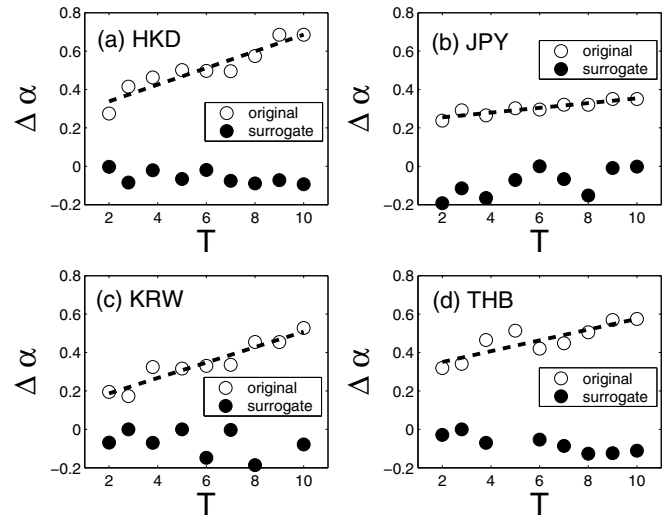 (a) HKD
original
surrogate
0.8
0.6
0.4
0.2
0
−0.2
2
4
6
8
10
Δ α
T
(b) JPY
original
surrogate
0.8
0.6
0.4
0.2
0
−0.2
2
4
6
8
10
Δ α
T
(c) KRW
original
surrogate
0.8
0.6
0.4
0.2
0
−0.2
2
4
6
8
10
Δ α
T
(d) THB
original
surrogate
0.8
0.6
0.4
0.2
0
−0.2
2
4
6
8
10
Δ α
T